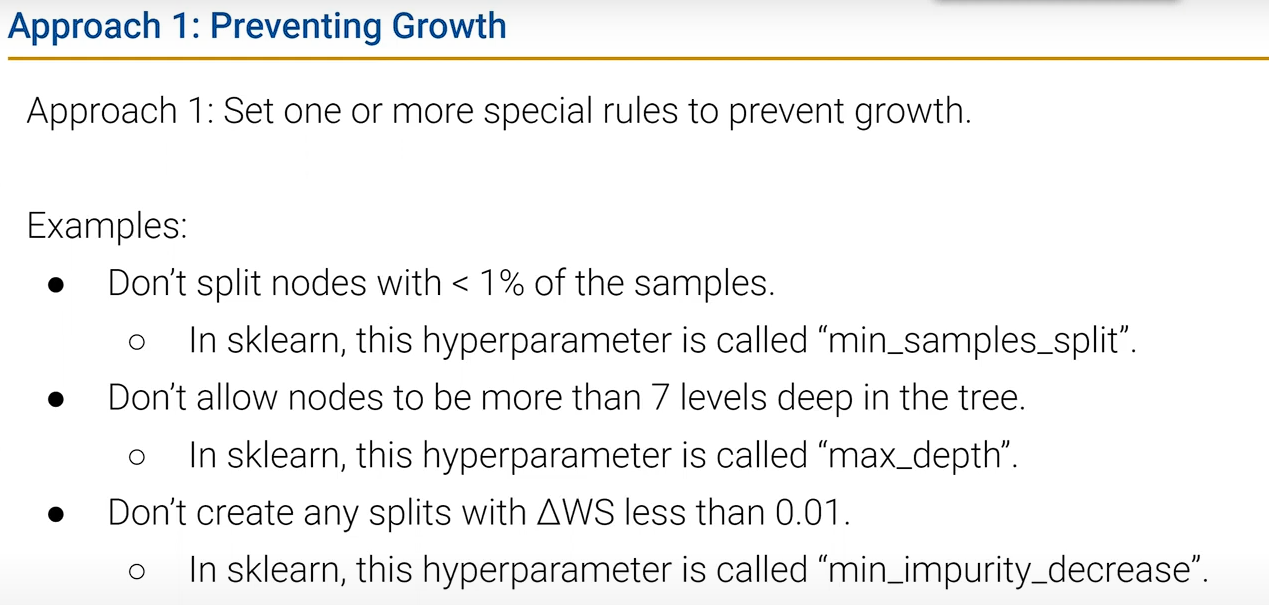 Approach 1: Preventing Growth
Approach 1: Set one or more special rules to prevent growth.
Examples:
● Don’t split nodes with < 1% of the samples.
○ In sklearn, this hyperparameter is called “min_samples_split”.
● Don’t allow nodes to be more than 7 levels deep in the tree.
○ In sklearn, this hyperparameter is called “max_depth”.
● Don’t create any splits with ΔWS less than 0.01.
○ In sklearn, this hyperparameter is called “min_impurity_decrease”.